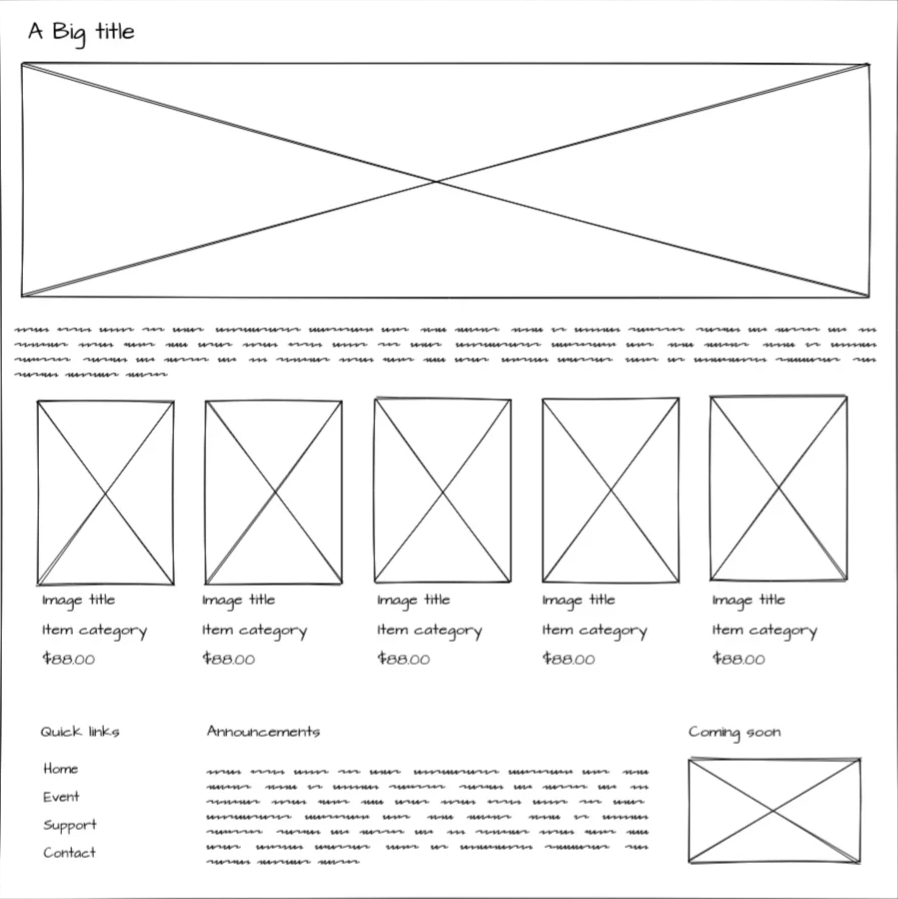 A Big title
Image title
Item category
$88.00
Image title
Item category
$88.00
Image title
Item category
$88.00
Image title
Item category
$88.00
Image title
Item category
$88.00
Quick links
Home
Event
Support
Contact
Announcements
Coming soon